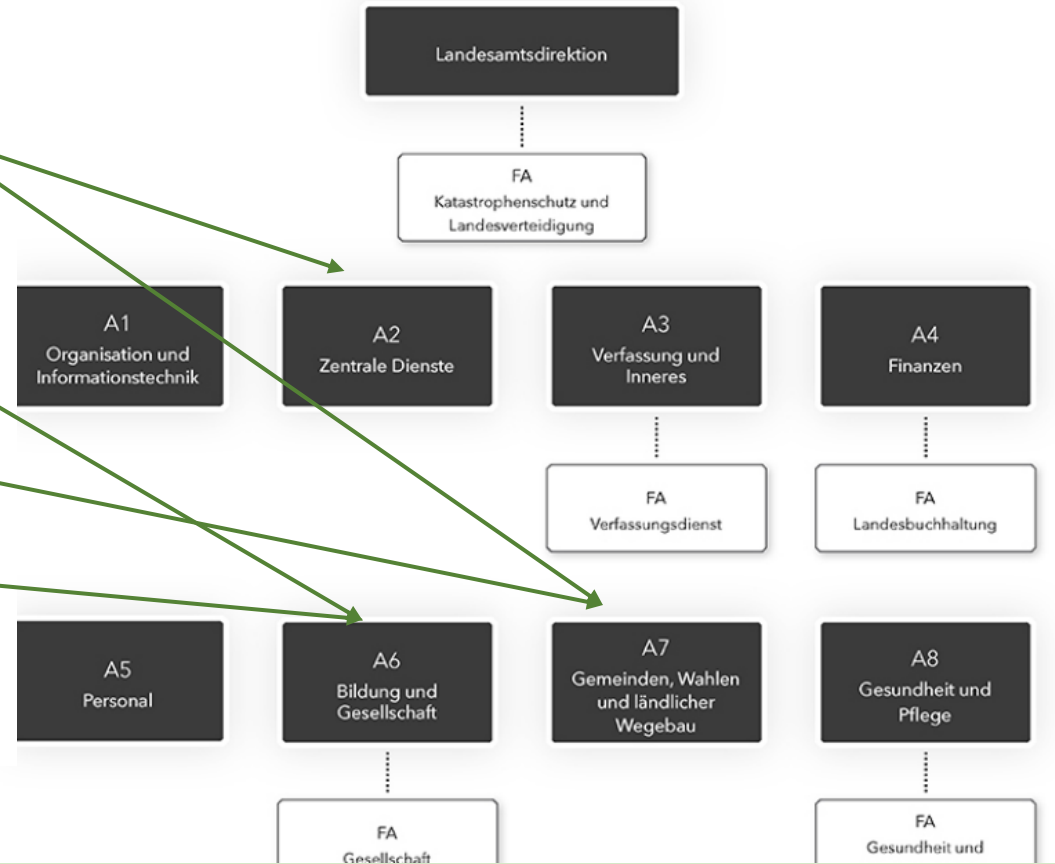 Landesamtsdirektion
FA
Katastrophenschutz und
Landesverteidigung
A1
Organisation und
Informationstechnik
A2
Zentrale Dienste
A3
Verfassung und
Inneres
A4
Finanzen
FA
Verfassungsdienst
FA
Landesbuchhaltung
A5
Personal
A6
Bildung und
Gesellschaft
A7
Gemeinden, Wahlen
und ländlicher
Wegebau
A8
Gesundheit und
Pflege
FA
Gesellschaft
FA
Gesundheit und